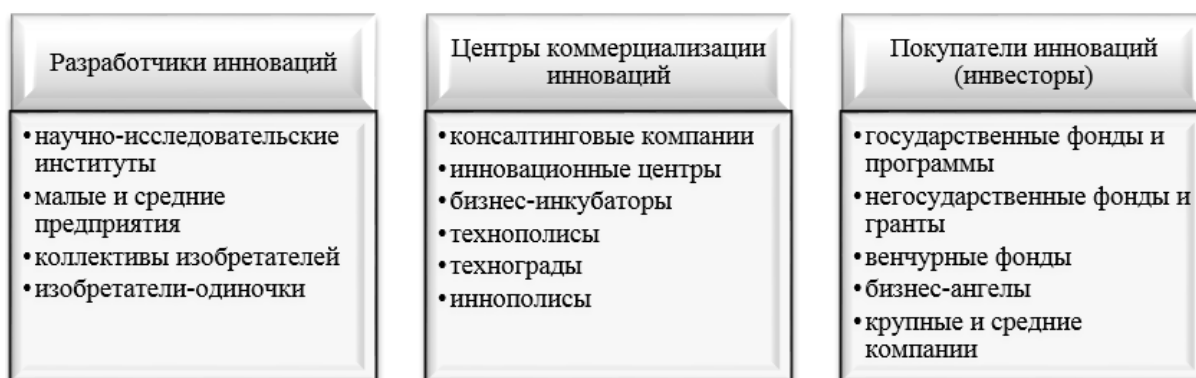 Разработчики инноваций
• научно-исследовательские
институты
• малые и средние
предприятия
• коллективы изобретателей
• изобретатели-одиночки
Центры коммерциализации
инноваций
• консалтинговые компании
• инновационные центры
• бизнес-инкубаторы
• технополисы
• технограды
• иннополисы
Покупатели инноваций
(инвесторы)
• государственные фонды и
программы
• негосударственные фонды и
гранты
• венчурные фонды
• бизнес-ангелы
• крупные и средние
компании